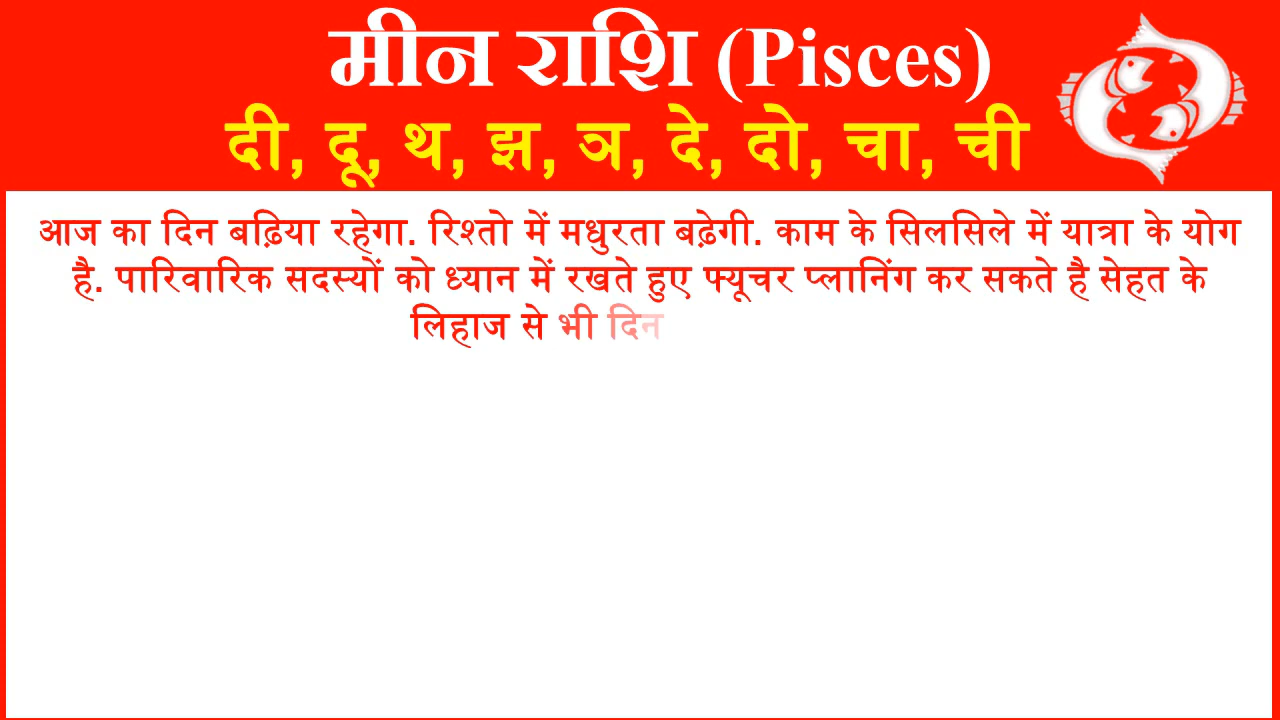 मीन राशि (Pisces)
दी, दू, थ, झ, ञ, दे, दो, चा, ची
आज का दिन बढ़िया रहेगा. रिश्तो में मधुरता बढ़ेगी. काम के सिलसिले में यात्रा के योग
है. पारिवारिक सदस्यों को ध्यान में रखते हुए फ्यूचर प्लानिंग कर सकते है सेहत के
लिहाज से भी दिन